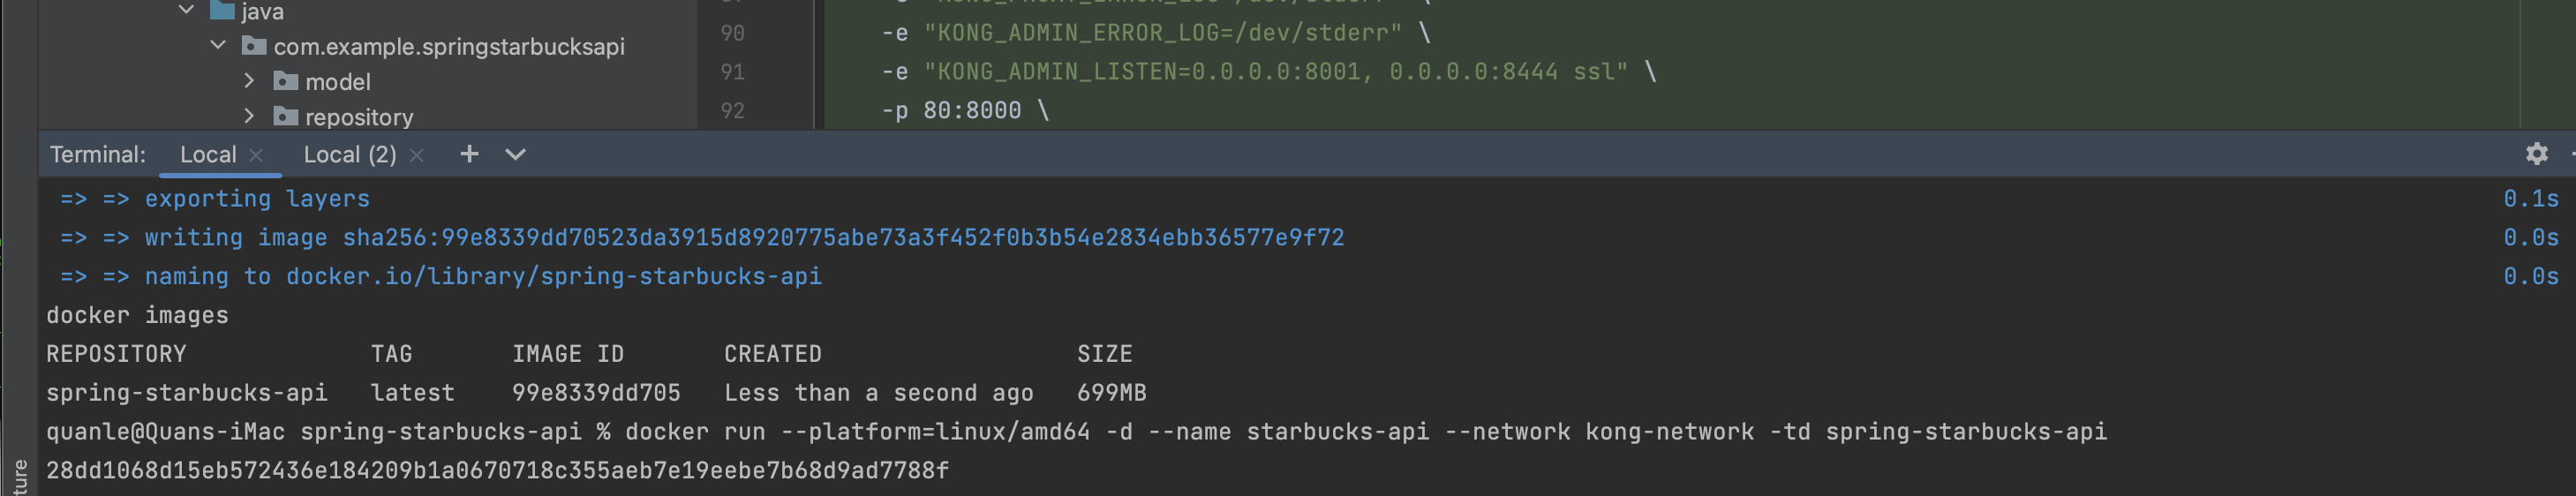 java
com.example.springstarbucksapi
model
repository
90 -e "KONG_ADMIN_ERROR_LOG=/dev/stderr" \
91 -e "KONG_ADMIN_LISTEN=0.0.0.0:8001, 0.0.0.0:8444 ssl" \
92 -p 80:8000 \
Terminal: Local Local (2)
=> => exporting layers 0.1s
=> => writing image sha256:99e8339dd70523da3915d8920775abe73a3f452f0b3b54e2834ebb36577e9f72 0.0s
=> => naming to docker.io/library/spring-starbucks-api 0.0s
docker images
REPOSITORY TAG IMAGE ID CREATED SIZE
spring-starbucks-api latest 99e8339dd705 Less than a second ago 699MB
quanle@Quans-iMac spring-starbucks-api % docker run --platform=linux/amd64 -d --name starbucks-api --network kong-network -td spring-starbucks-api
28dd1068d15eb572436e184209b1a0670718c355aeb7e19eebe7b68d9ad7788f